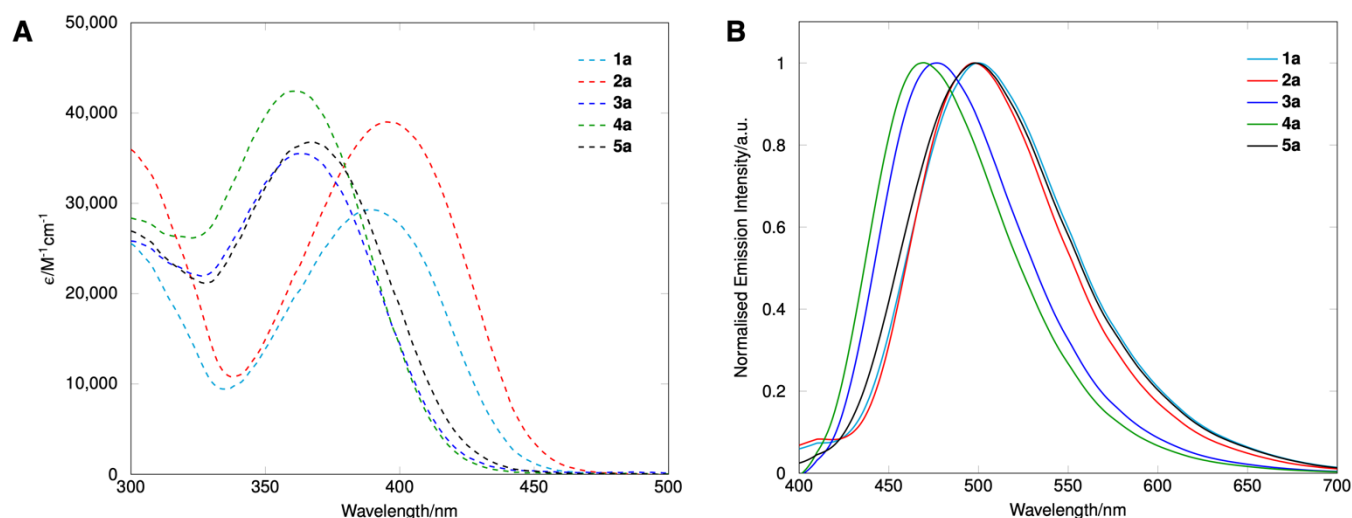 A
50,000
40,000
30,000
20,000
10,000
0
ϵ/M⁻¹cm⁻¹
300
350
400
450
500
Wavelength/nm
1a
2a
3a
4a
5a
B
1
0.8
0.6
0.4
0.2
0
Normalised Emission Intensity/a.u.
400
450
500
550
600
650
700
Wavelength/nm
1a
2a
3a
4a
5a